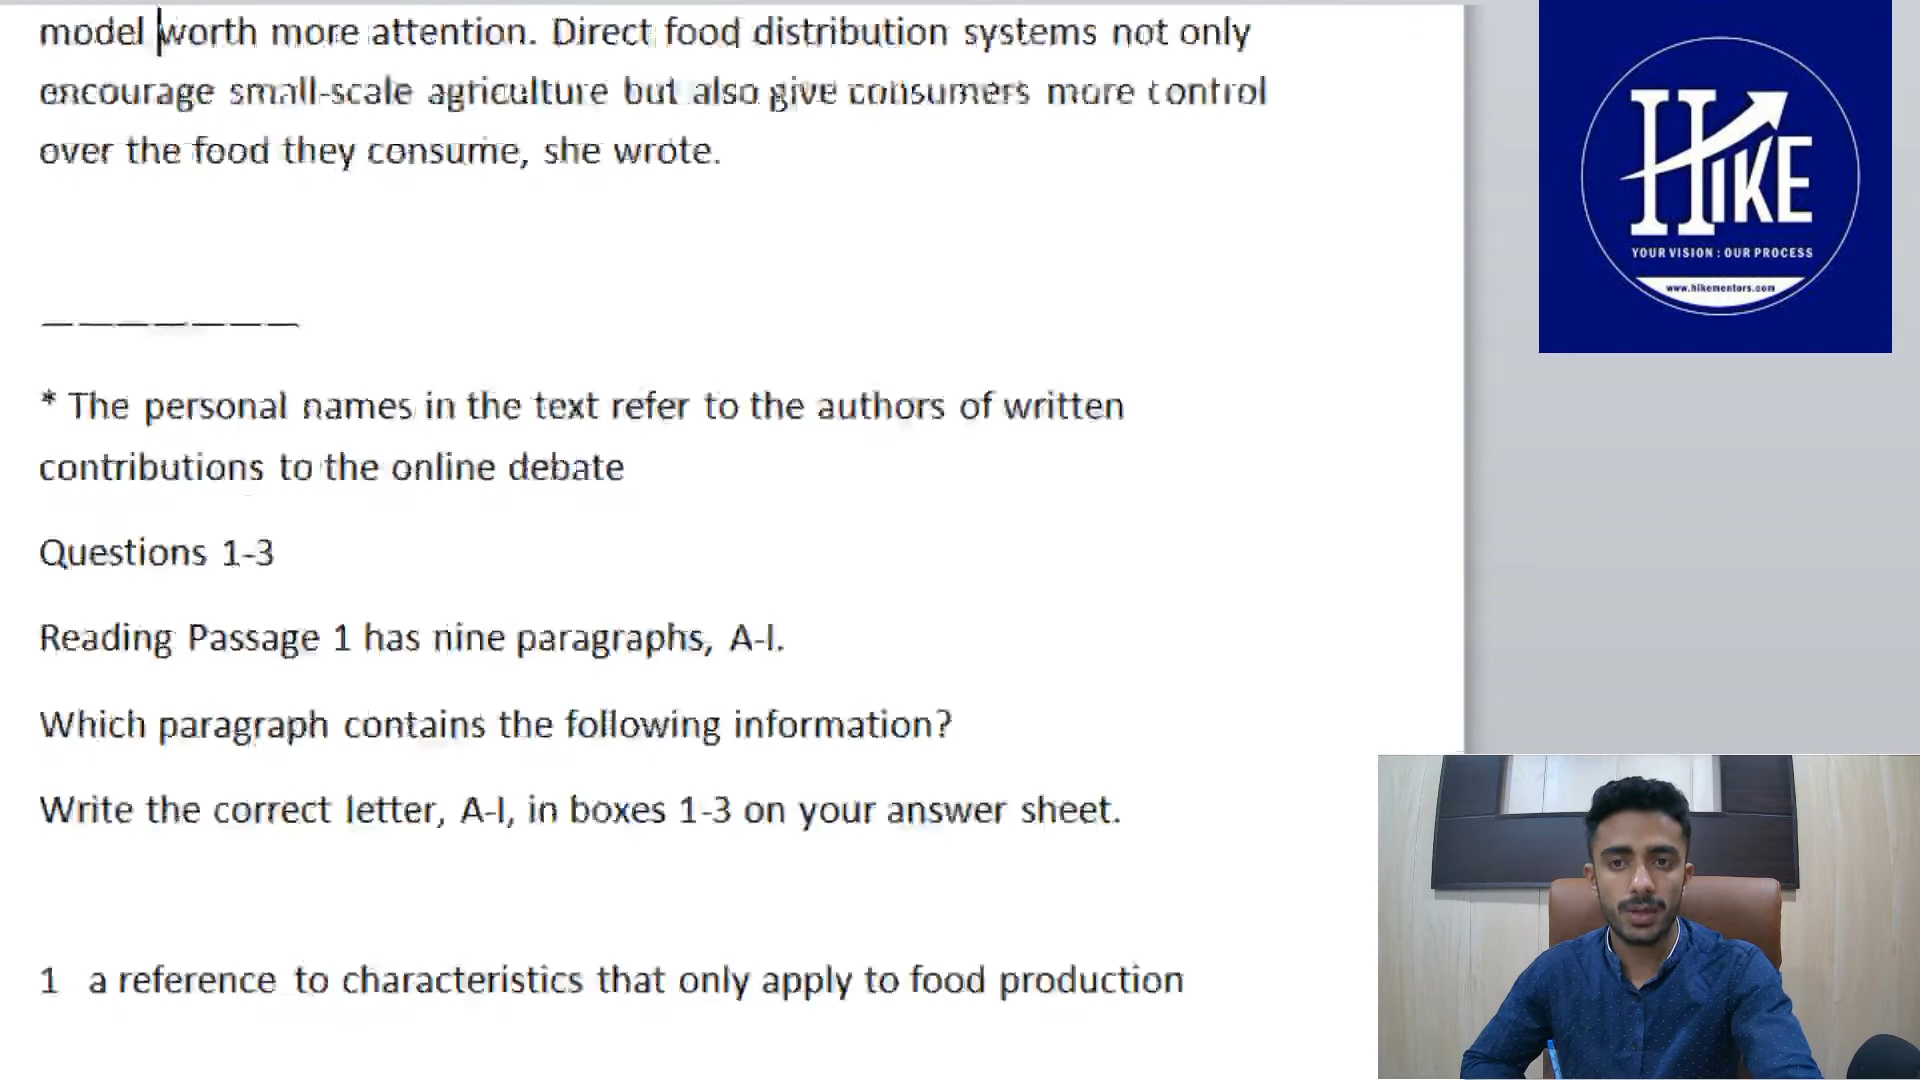 model worth more attention. Direct food distribution systems not only
encourage small-scale agriculture but also give consumers more control
over the food they consume, she wrote.
_______
* The personal names in the text refer to the authors of written
contributions to the online debate
Questions 1-3
Reading Passage 1 has nine paragraphs, A-I.
Which paragraph contains the following information?
Write the correct letter, A-I, in boxes 1-3 on your answer sheet.
1 a reference to characteristics that only apply to food production
HIKE
YOUR VISION : OUR PROCESS
www.hikementors.com